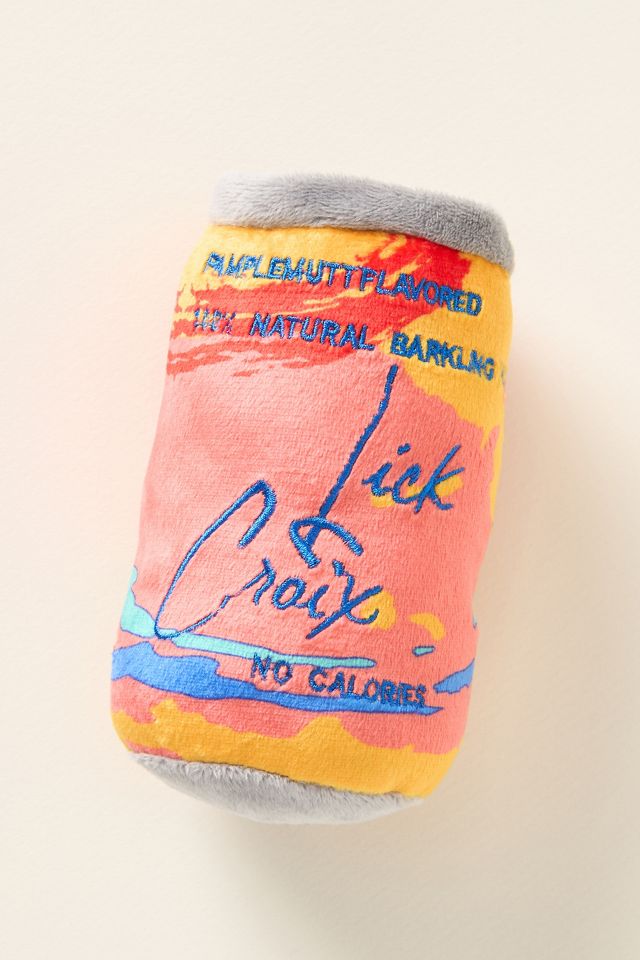 PAMPLEMUTT FLAVORED
100% NATURAL BARKLING
Lick
Croix
NO CALORIES